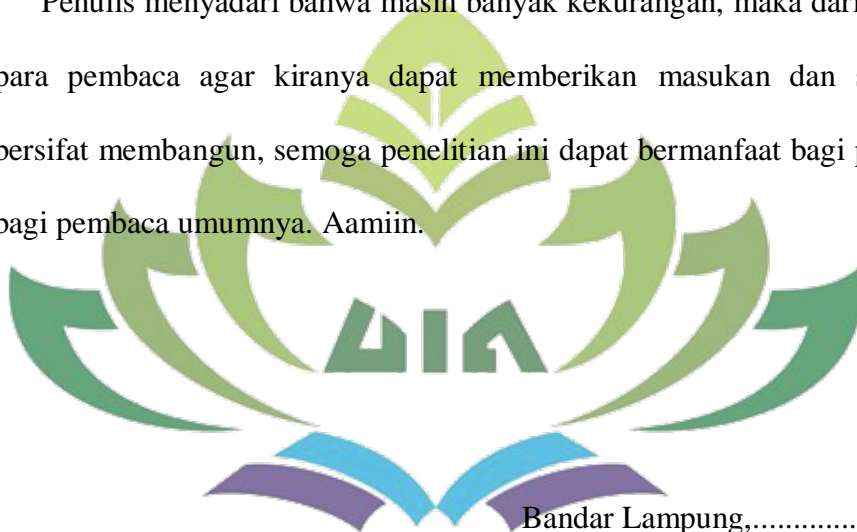 Penulis menyadari bahwa masih banyak kekurangan, maka dari
para pembaca agar kiranya dapat memberikan masukan dan
bersifat membangun, semoga penelitian ini dapat bermanfaat bagi
bagi pembaca umumnya. Aamiin.
UIN
Bandar Lampung,..............